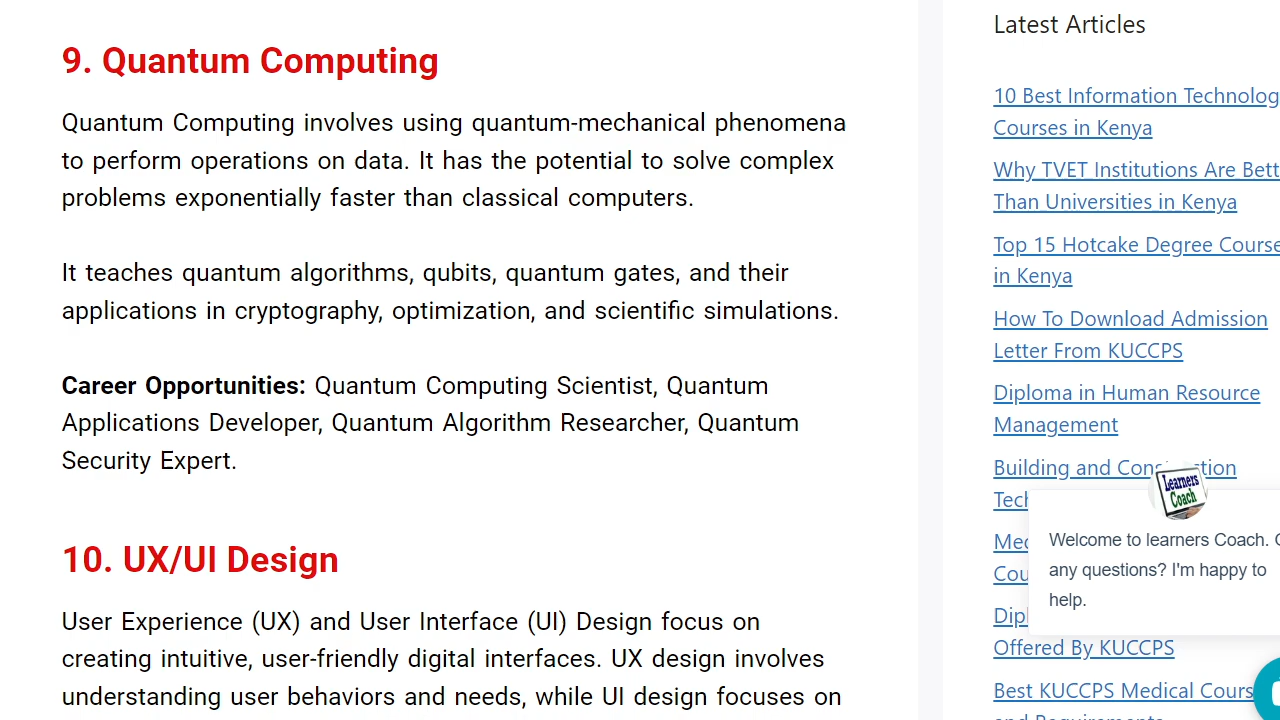 9. Quantum Computing
Quantum Computing involves using quantum-mechanical phenomena
to perform operations on data. It has the potential to solve complex
problems exponentially faster than classical computers.
It teaches quantum algorithms, qubits, quantum gates, and their
applications in cryptography, optimization, and scientific simulations.
Career Opportunities: Quantum Computing Scientist, Quantum
Applications Developer, Quantum Algorithm Researcher, Quantum
Security Expert.
10. UX/UI Design
User Experience (UX) and User Interface (UI) Design focus on
creating intuitive, user-friendly digital interfaces. UX design involves
understanding user behaviors and needs, while UI design focuses on
Latest Articles
10 Best Information Technolog
Courses in Kenya
Why TVET Institutions Are Bett
Than Universities in Kenya
Top 15 Hotcake Degree Course
in Kenya
How To Download Admission
Letter From KUCCPS
Diploma in Human Resource
Management
Building and
Offered By KUCCPS
Best KUCCPS Medical Cours
and Requirements
Learners
Coach
Welcome to learners Coach.
any questions? I'm happy to
help.